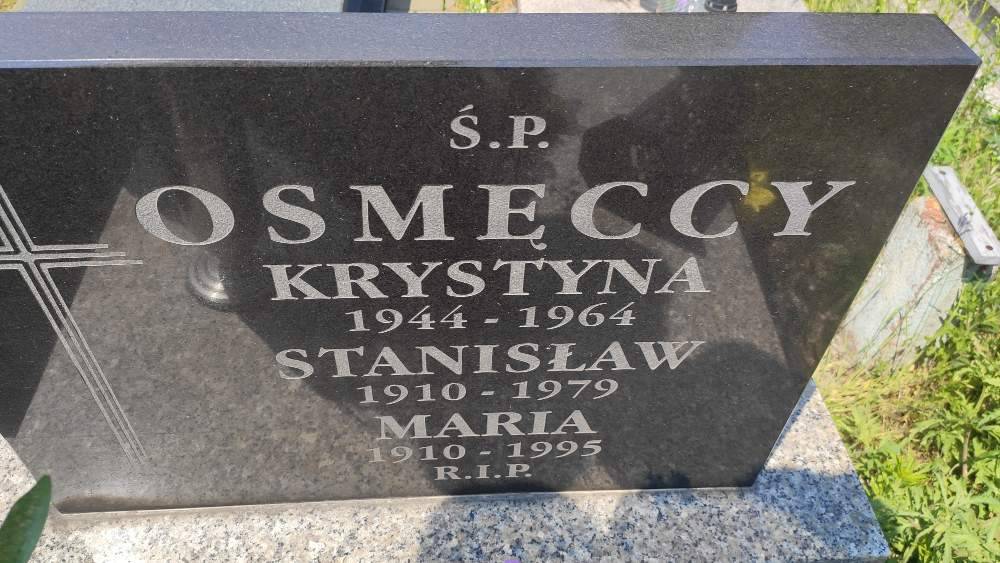 Ś.P.
OSMĘCCY
KRYSTYNA
1944 - 1964
STANISŁAW
1910 - 1979
MARIA
1910 - 1995
R.I.P.